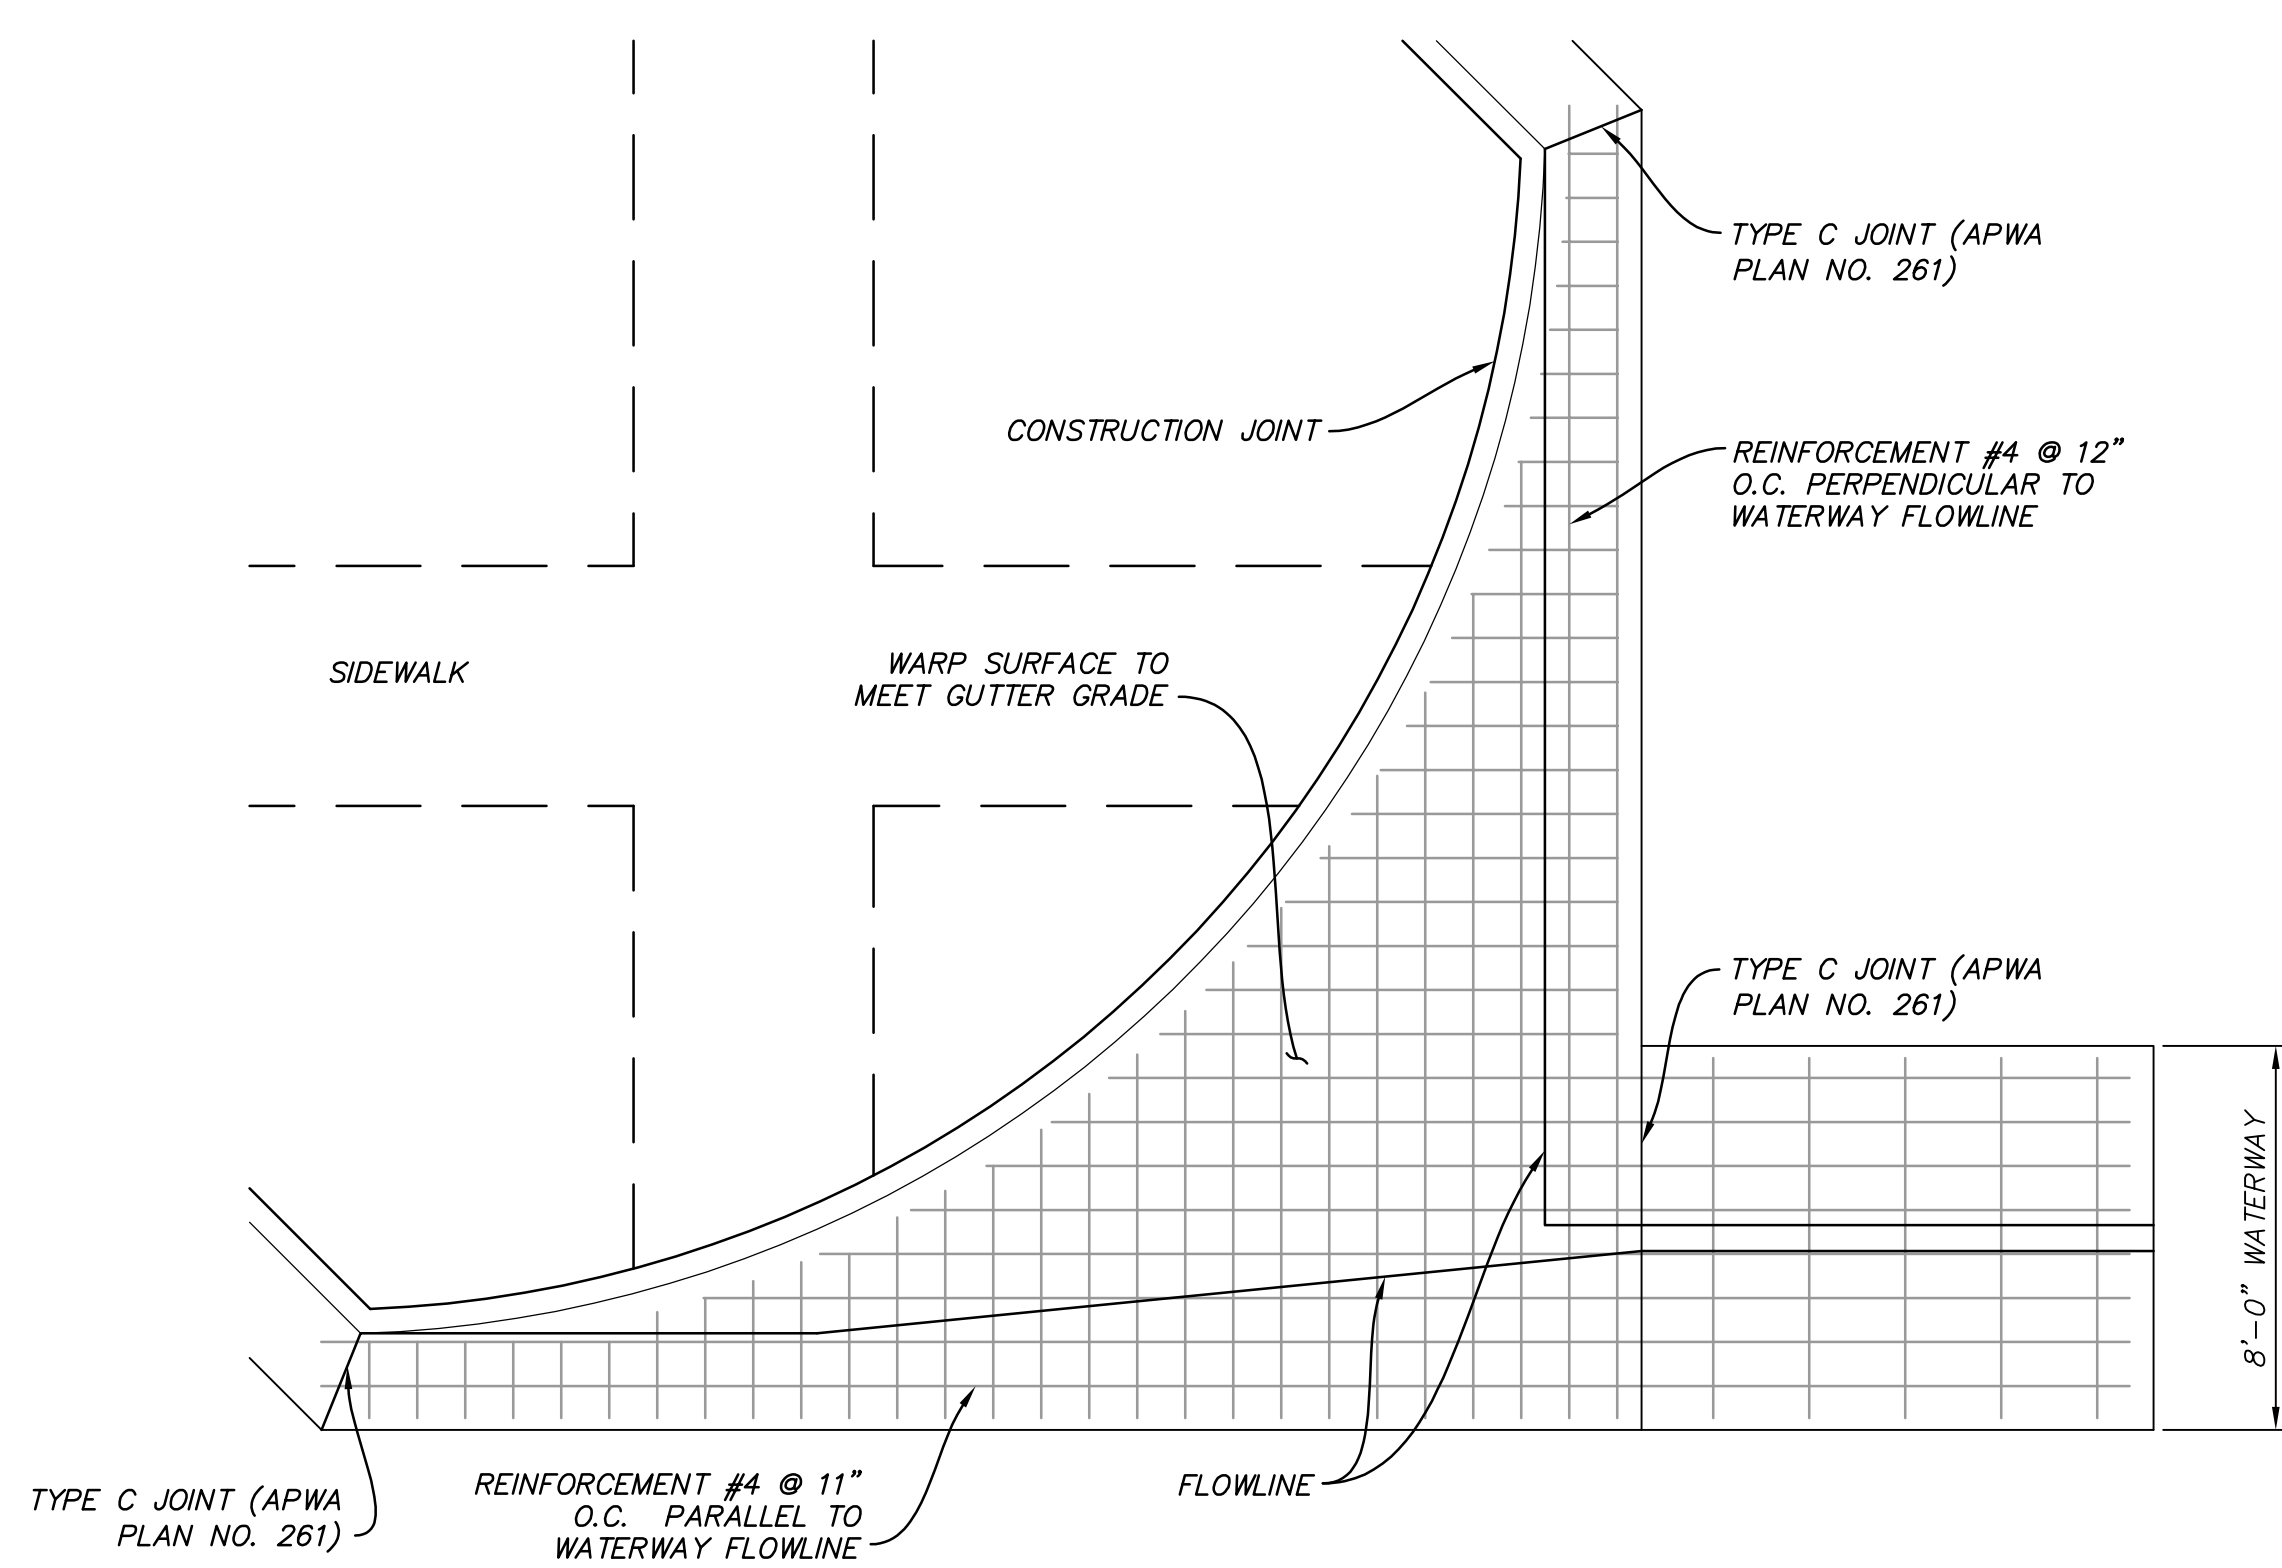 TYPE C JOINT (APWA
PLAN NO. 261)
CONSTRUCTION JOINT
REINFORCEMENT #4 @ 12”
O.C. PERPENDICULAR TO
WATERWAY FLOWLINE
SIDEWALK
WARP SURFACE TO
MEET GUTTER GRADE
TYPE C JOINT (APWA
PLAN NO. 261)
8'-0” WATERWAY
TYPE C JOINT (APWA
PLAN NO. 261)
REINFORCEMENT #4 @ 11”
O.C. PARALLEL TO
WATERWAY FLOWLINE
FLOWLINE